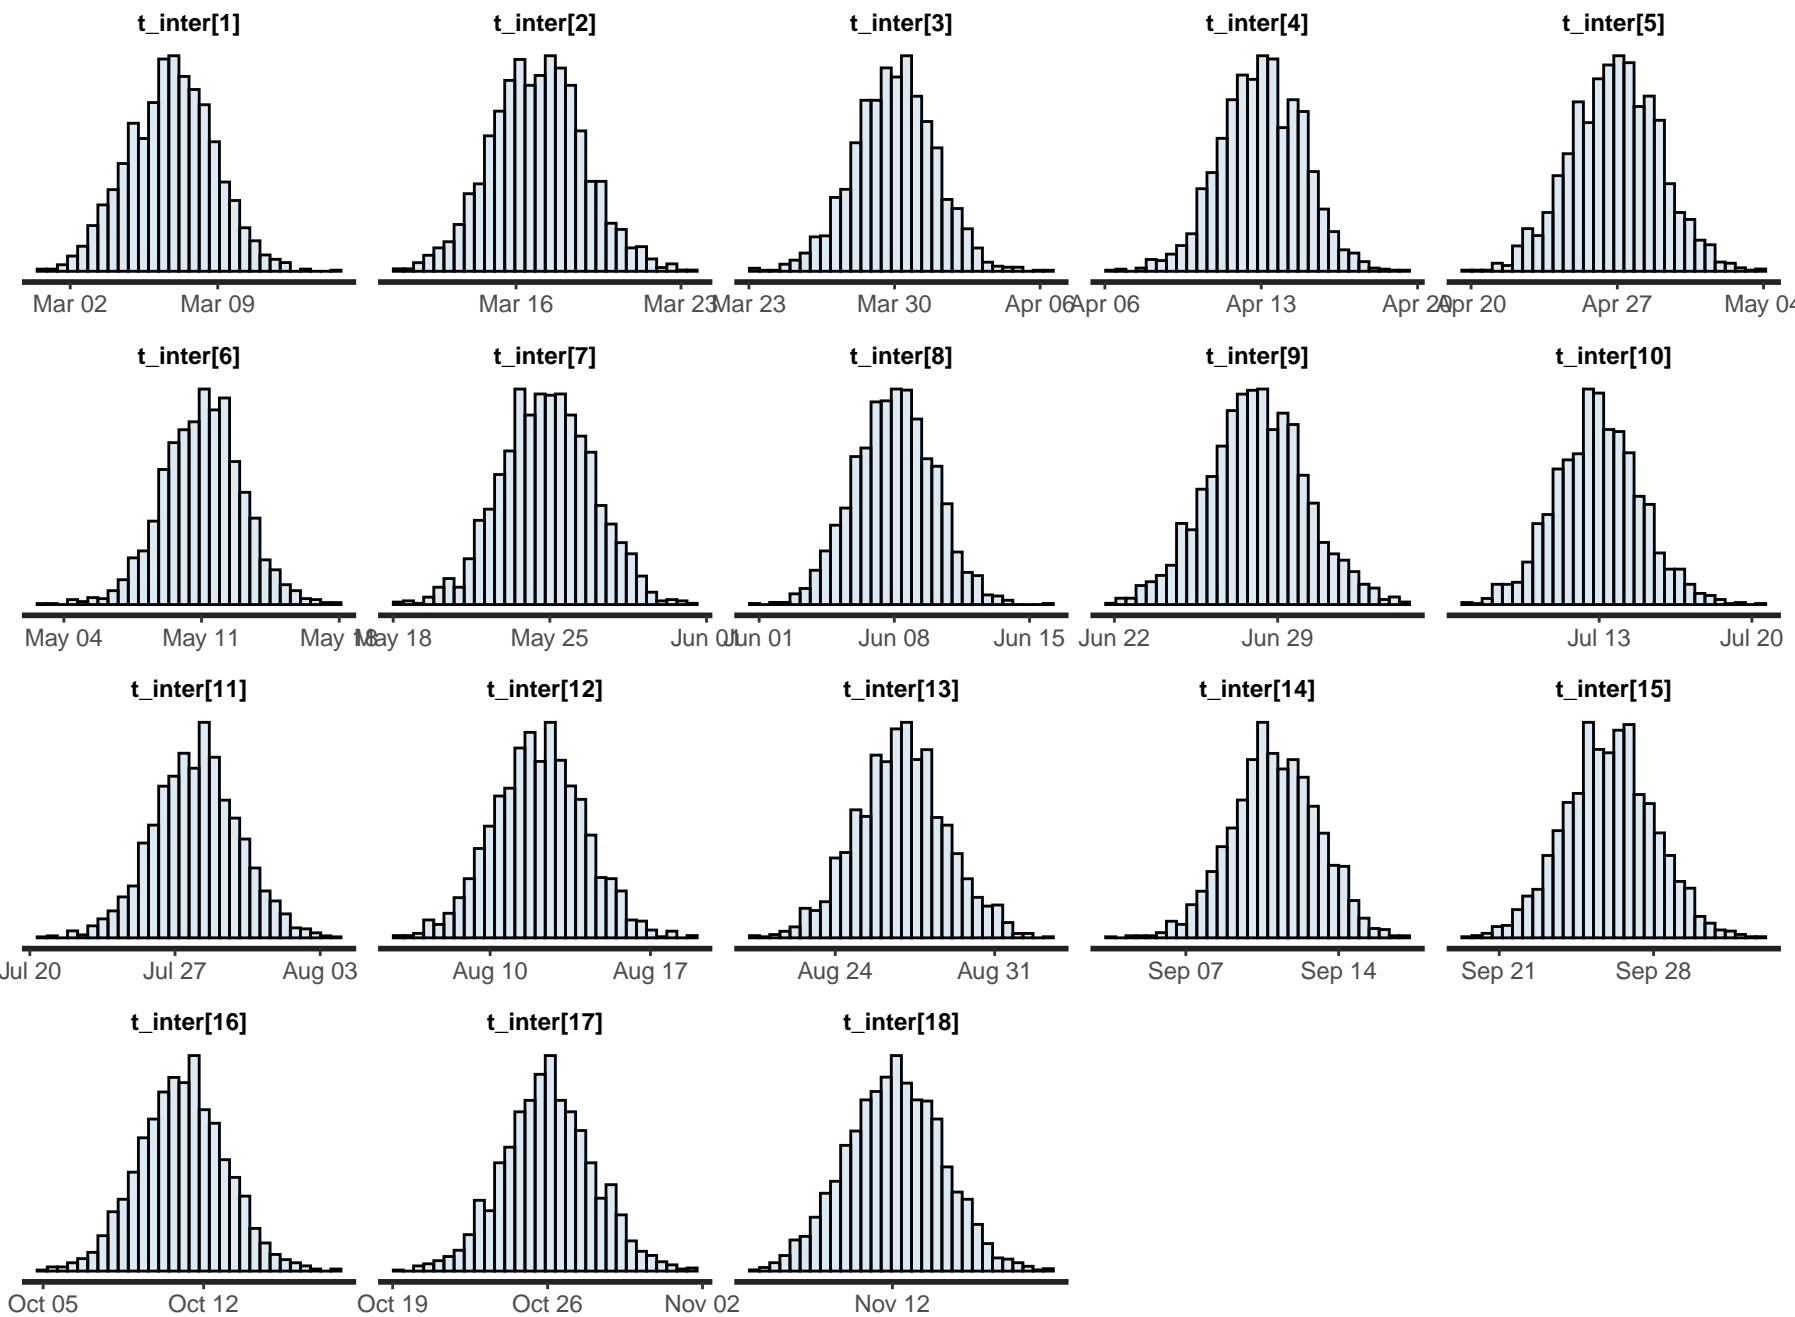 t_inter[1] t_inter[2] t_inter[3] t_inter[4] t_inter[5]
Mar 02 Mar 09 Mar 16 Mar 23 Mar 23 Mar 30 Apr 06 Apr 06 Apr 13 Apr 20 Apr 20 Apr 27 May 04
t_inter[6] t_inter[7] t_inter[8] t_inter[9] t_inter[10]
May 04 May 11 May 18 May 18 May 25 Jun 01 Jun 01 Jun 08 Jun 15 Jun 22 Jun 29 Jul 13 Jul 20
t_inter[11] t_inter[12] t_inter[13] t_inter[14] t_inter[15]
Jul 20 Jul 27 Aug 03 Aug 10 Aug 17 Aug 24 Aug 31 Sep 07 Sep 14 Sep 21 Sep 28
t_inter[16] t_inter[17] t_inter[18]
Oct 05 Oct 12 Oct 19 Oct 26 Nov 02 Nov 12